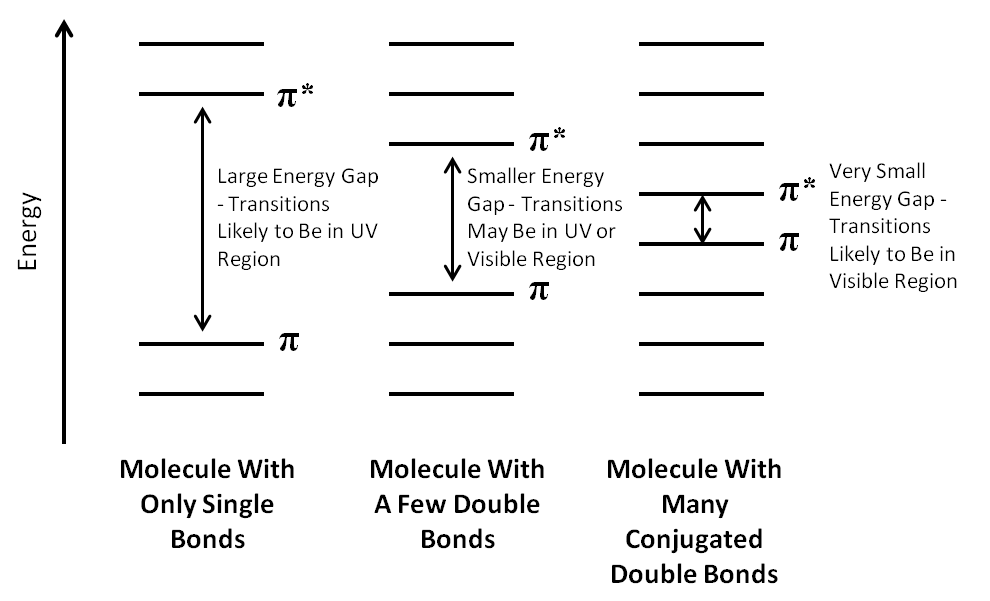 Energy
π*
Large Energy Gap
- Transitions
Likely to Be in UV
Region
π
Molecule With
Only Single
Bonds
π*
Smaller Energy
Gap - Transitions
May Be in UV or
Visible Region
π
Molecule With
A Few Double
Bonds
π*
π
Very Small
Energy Gap -
Transitions
Likely to Be in
Visible Region
Molecule With
Many
Conjugated
Double Bonds